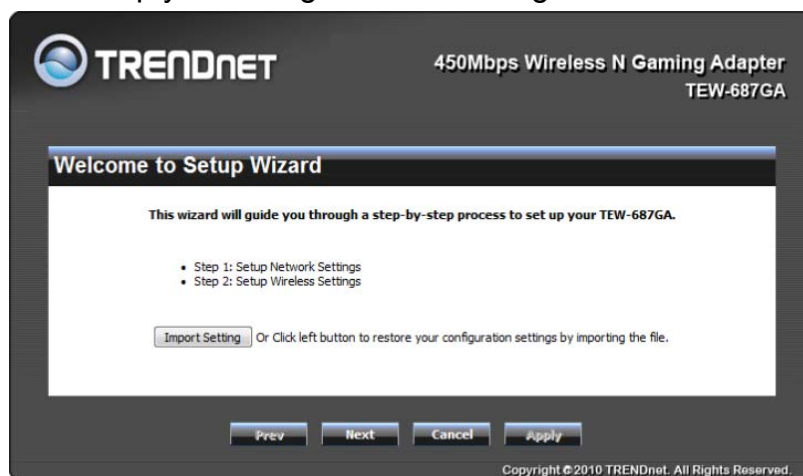 TRENDNET
450Mbps Wireless N Gaming Adapter
TEW-687GA
Welcome to Setup Wizard
This wizard will guide you through a step-by-step process to set up your TEW-687GA.
• Step 1: Setup Network Settings
• Step 2: Setup Wireless Settings
Import Setting Or Click left button to restore your configuration settings by importing the file.
Prev Next Cancel Apply
Copyright © 2010 TRENDnet. All Rights Reserved.